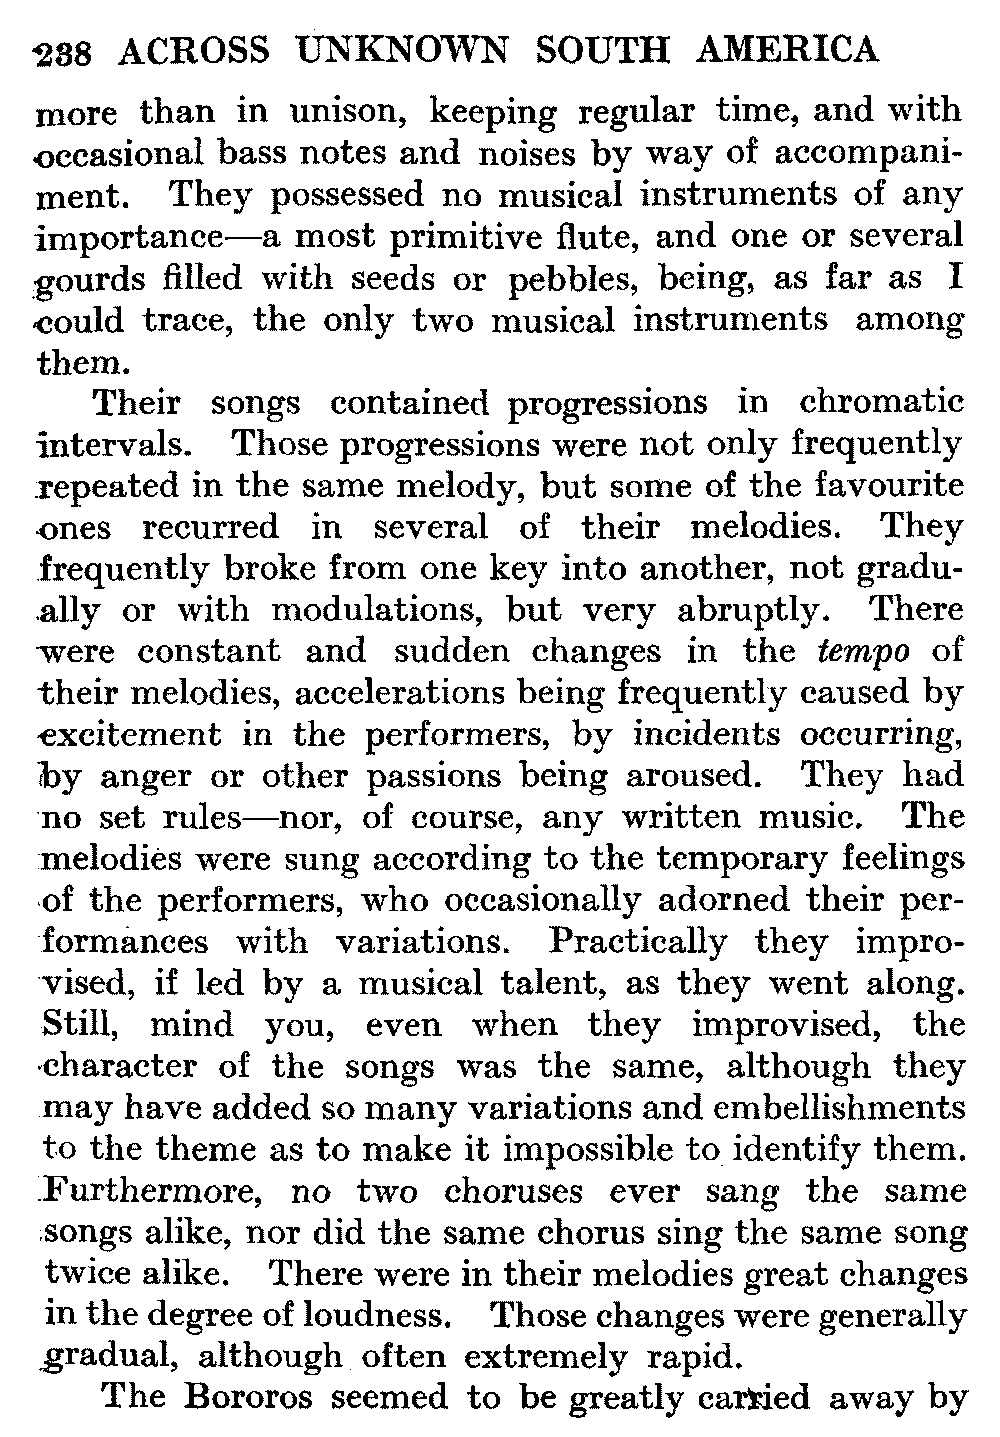 238 ACROSS UNKNOWN SOUTH AMERICA
more than in unison, keeping regular time, and with
occasional bass notes and noises by way of accompani-
ment. They possessed no musical instruments of any
importance—a most primitive flute, and one or several
gourds filled with seeds or pebbles, being, as far as I
could trace, the only two musical instruments among
them.
Their songs contained progressions in chromatic
intervals. Those progressions were not only frequently
repeated in the same melody, but some of the favourite
ones recurred in several of their melodies. They
frequently broke from one key into another, not gradu-
ally or with modulations, but very abruptly. There
were constant and sudden changes in the tempo of
their melodies, accelerations being frequently caused by
excitement in the performers, by incidents occurring,
by anger or other passions being aroused. They had
no set rules—nor, of course, any written music. The
melodies were sung according to the temporary feelings
of the performers, who occasionally adorned their per-
formances with variations. Practically they impro-
vised, if led by a musical talent, as they went along.
Still, mind you, even when they improvised, the
character of the songs was the same, although they
may have added so many variations and embellishments
to the theme as to make it impossible to identify them.
Furthermore, no two choruses ever sang the same
songs alike, nor did the same chorus sing the same song
twice alike. There were in their melodies great changes
in the degree of loudness. Those changes were generally
gradual, although often extremely rapid.
The Bororos seemed to be greatly carried away by